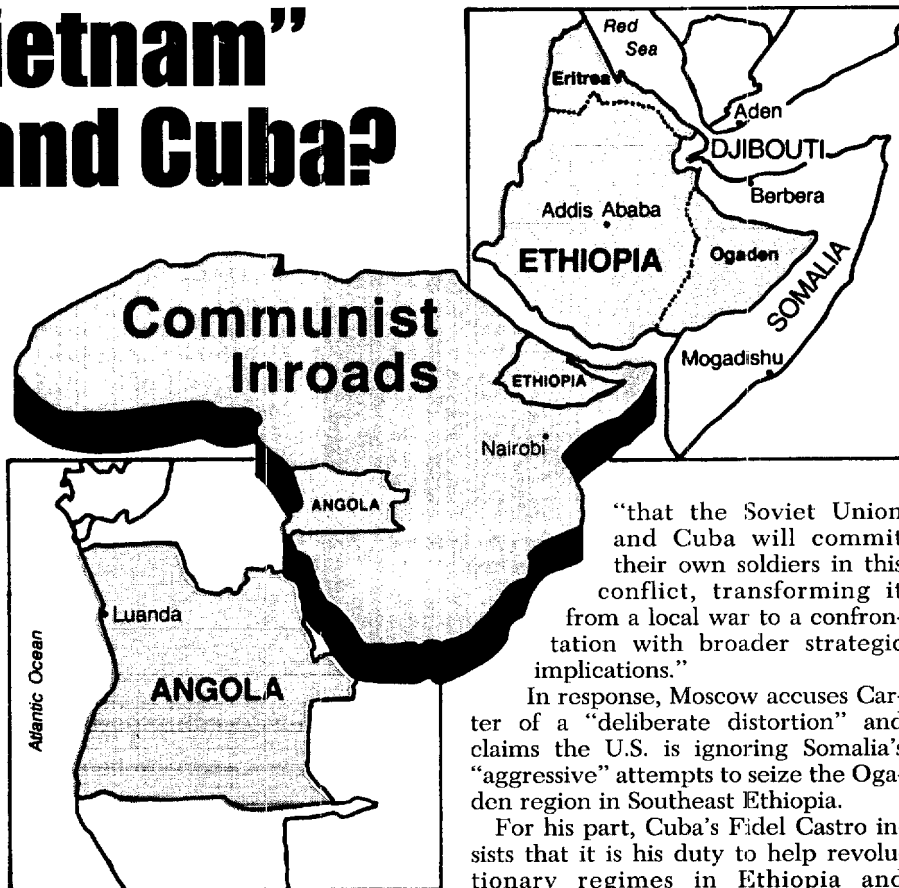 ietnam”
and Cuba?
Red
Sea
Eritrea
Aden
DJIBOUTI
Berbera
Addis Ababa
ETHIOPIA
Ogaden
SOMALIA
Mogadishu
Communist
Inroads
ETHIOPIA
Nairobi
ANGOLA
Luanda
ANGOLA
Atlantic Ocean
“that the Soviet Union
and Cuba will commit
their own soldiers in this
conflict, transforming it
from a local war to a confron-
tation with broader strategic
implications.”
In response, Moscow accuses Car-
ter of a “deliberate distortion” and
claims the U.S. is ignoring Somalia’s
“aggressive” attempts to seize the Oga-
den region in Southeast Ethiopia.
For his part, Cuba’s Fidel Castro in-
sists that it is his duty to help revolu-
tionary regimes in Ethiopia and